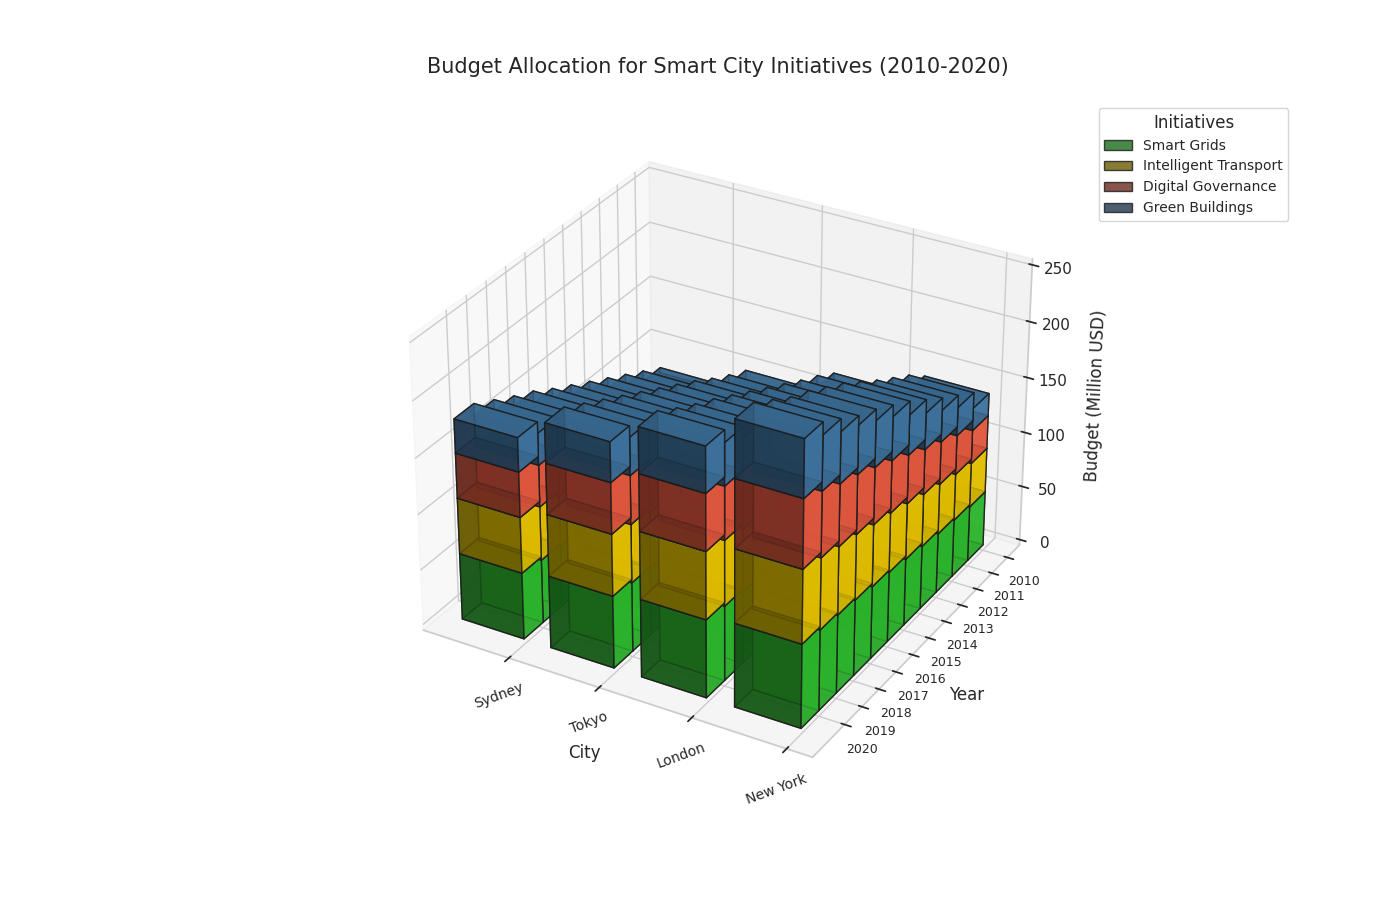 Budget Allocation for Smart City Initiatives (2010-2020)
Initiatives
Smart Grids
Intelligent Transport
Digital Governance
Green Buildings
250
200
150
100
50
0
Budget (Million USD)
2010
2011
2012
2013
2014
2015
2016
2017
2018
2019
2020
Year
Sydney
Tokyo
London
New York
City